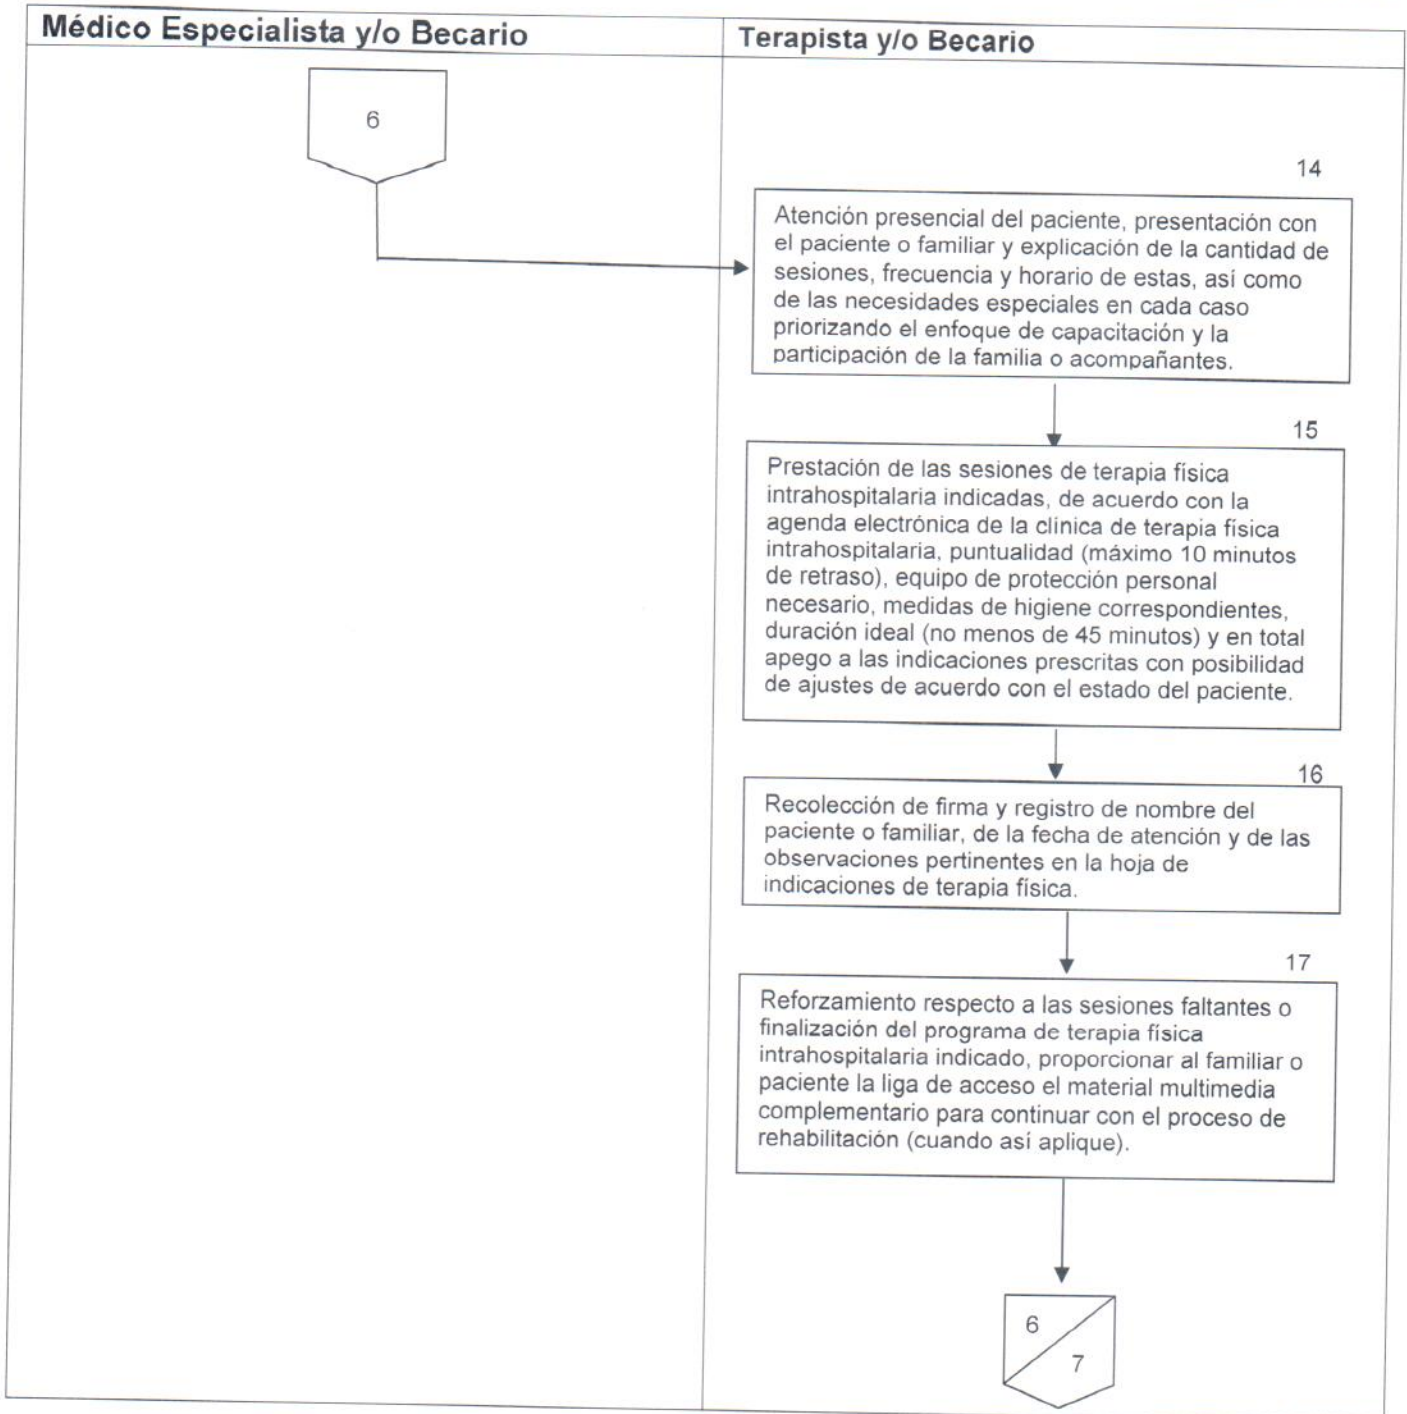 Médico Especialista y/o Becario
Terapista y/o Becario
6
14
Atención presencial del paciente, presentación con
el paciente o familiar y explicación de la cantidad de
sesiones, frecuencia y horario de estas, así como
de las necesidades especiales en cada caso
priorizando el enfoque de capacitación y la
participación de la familia o acompañantes.
15
Prestación de las sesiones de terapia física
intrahospitalaria indicadas, de acuerdo con la
agenda electrónica de la clínica de terapia física
intrahospitalaria, puntualidad (máximo 10 minutos
de retraso), equipo de protección personal
necesario, medidas de higiene correspondientes,
duración ideal (no menos de 45 minutos) y en total
apego a las indicaciones prescritas con posibilidad
de ajustes de acuerdo con el estado del paciente.
16
Recolección de firma y registro de nombre del
paciente o familiar, de la fecha de atención y de las
observaciones pertinentes en la hoja de
indicaciones de terapia física.
17
Reforzamiento respecto a las sesiones faltantes o
finalización del programa de terapia física
intrahospitalaria indicado, proporcionar al familiar o
paciente la liga de acceso el material multimedia
complementario para continuar con el proceso de
rehabilitación (cuando así aplique).
6
7